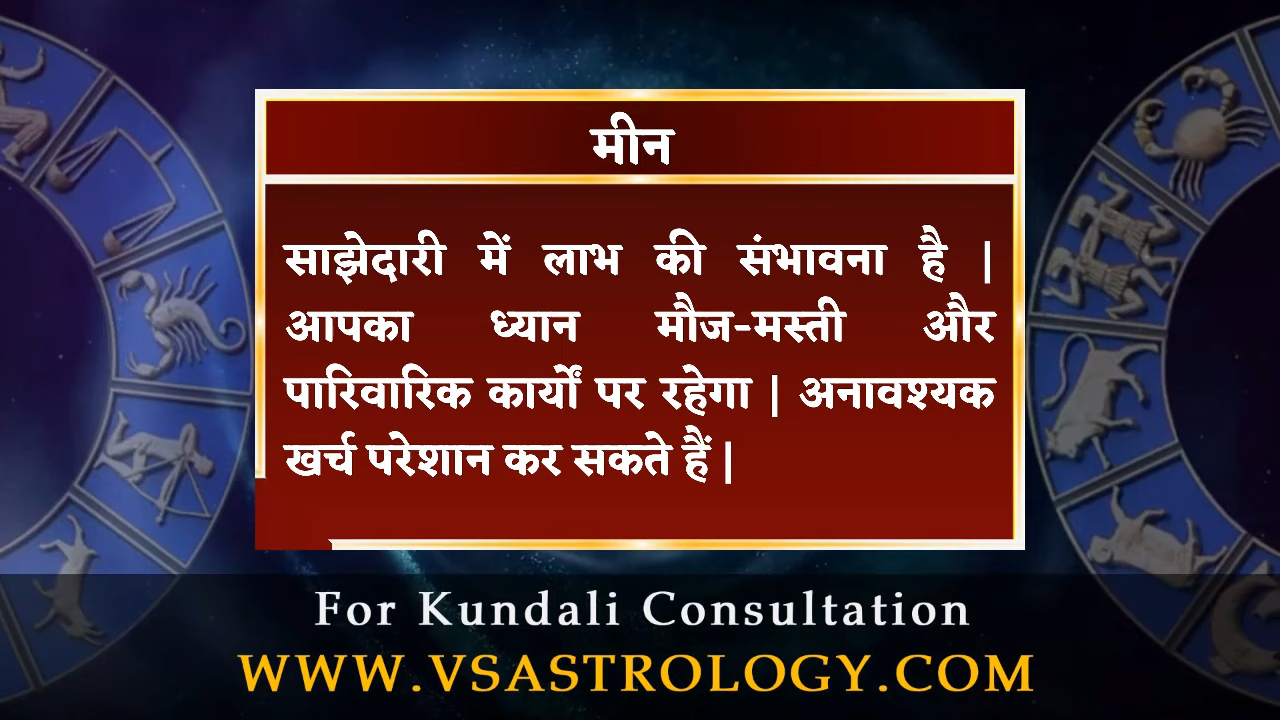 मीन
साझेदारी में लाभ की संभावना है |
आपका ध्यान मौज-मस्ती और
पारिवारिक कार्यों पर रहेगा | अनावश्यक
खर्च परेशान कर सकते हैं |
For Kundali Consultation
WWW.VSASTROLOGY.COM